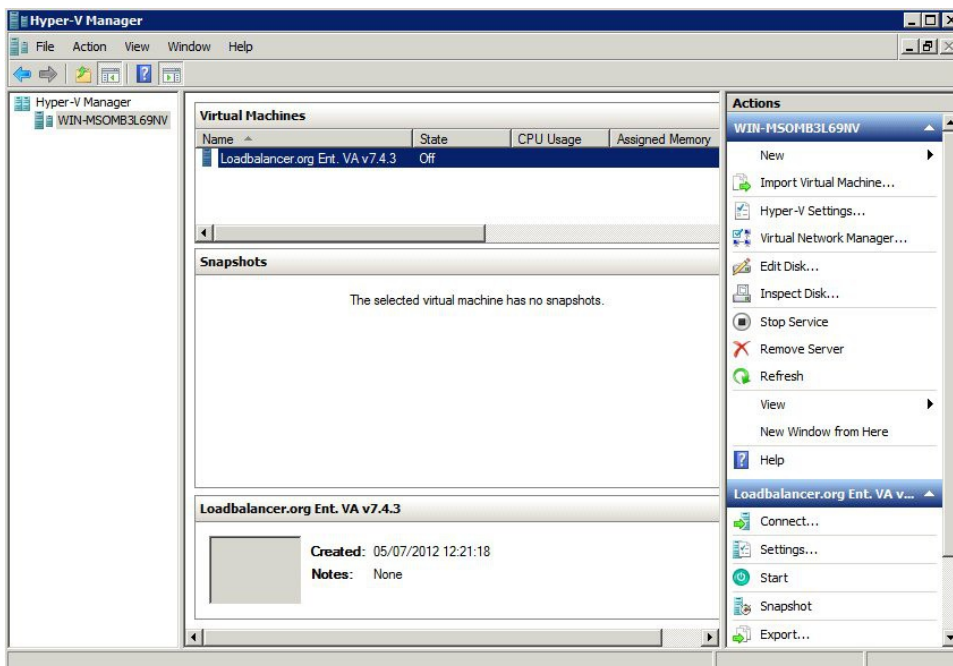 Hyper-V Manager
File Action View Window Help
Hyper-V Manager
WIN-MSOMB3L69NV
Virtual Machines
Name State CPU Usage Assigned Memory
Loadbalancer.org Ent. VA v7.4.3 Off
Snapshots
The selected virtual machine has no snapshots.
Loadbalancer.org Ent. VA v7.4.3
Created: 05/07/2012 12:21:18
Notes: None
Actions
WIN-MSOMB3L69NV
New
Import Virtual Machine...
Hyper-V Settings...
Virtual Network Manager...
Edit Disk...
Inspect Disk...
Stop Service
Remove Server
Refresh
View
New Window from Here
Help
Loadbalancer.org Ent. VA v...
Connect...
Settings...
Start
Snapshot
Export...